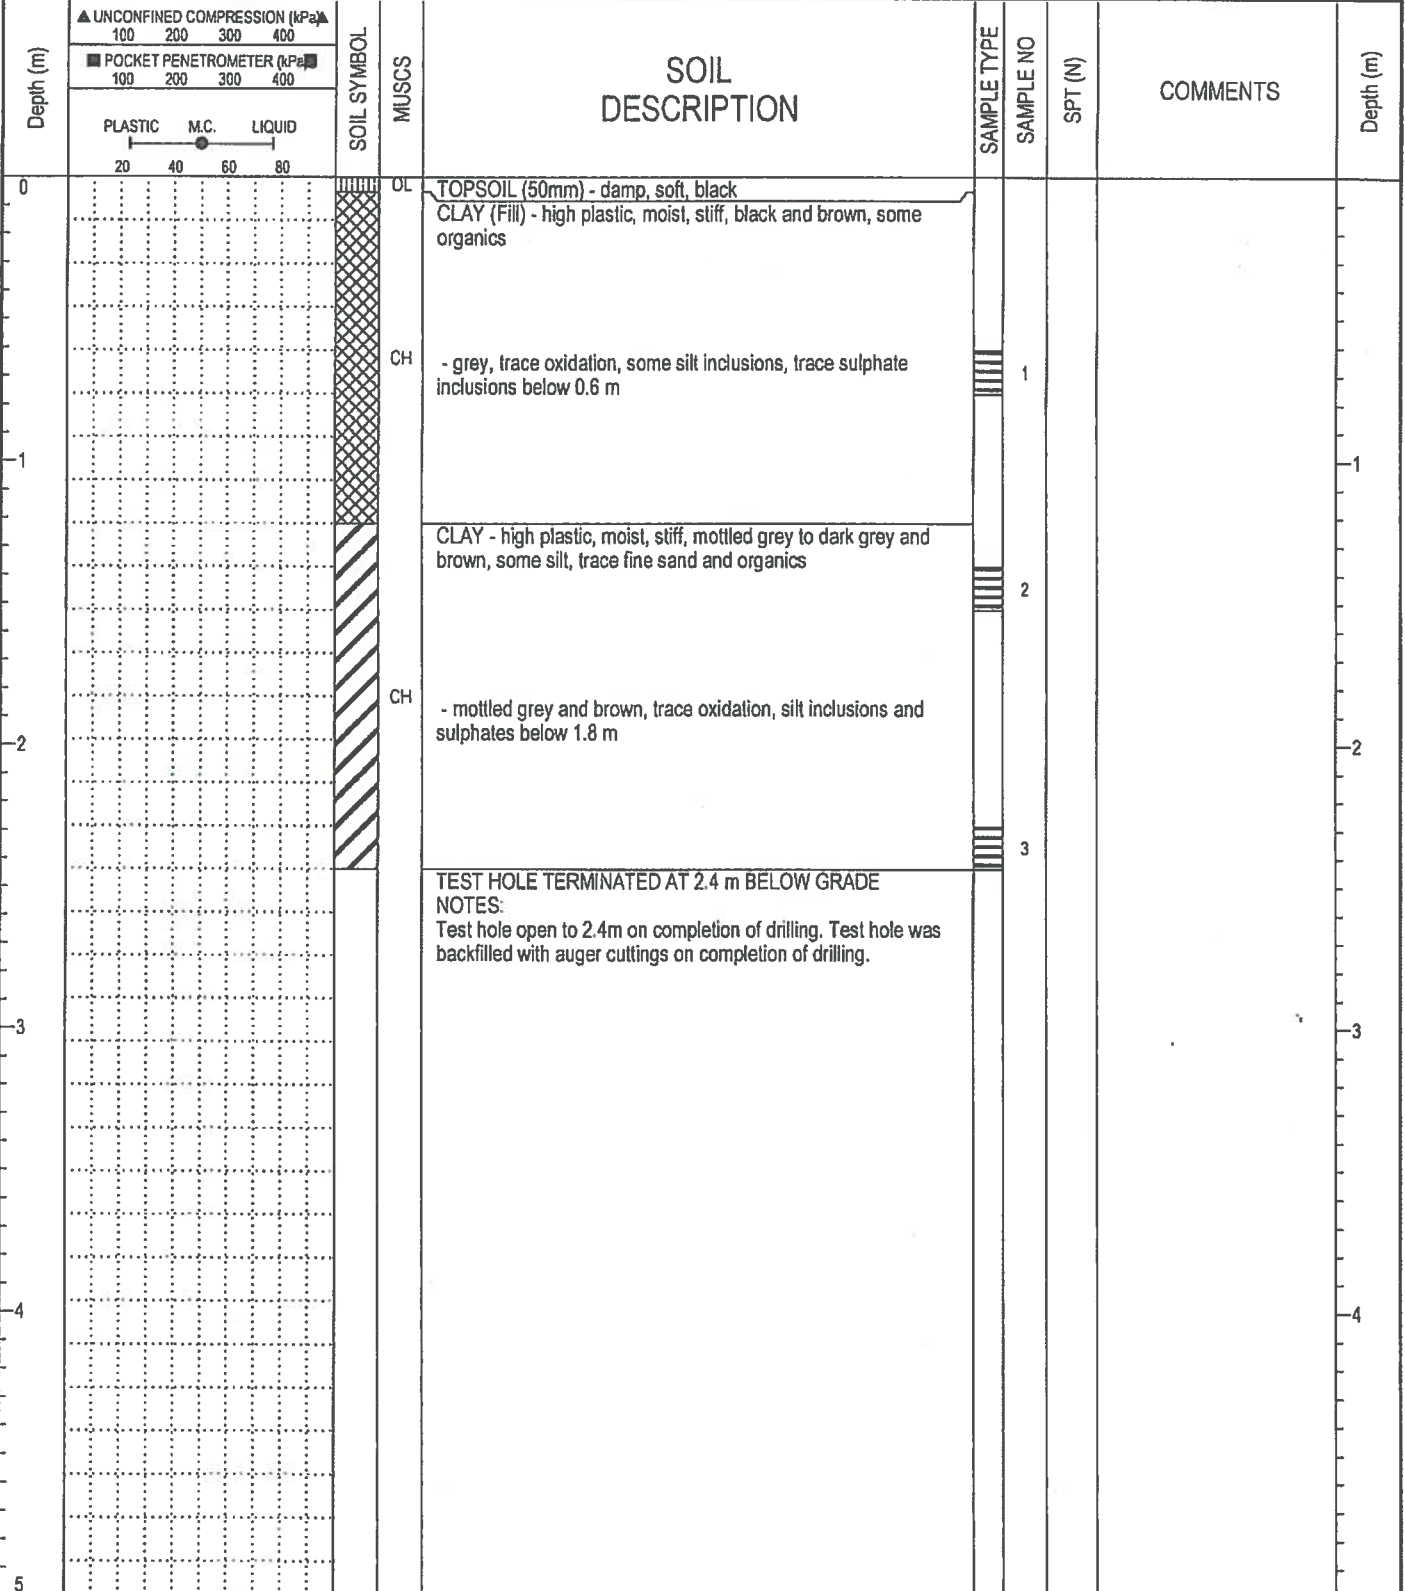 Depth (m)
▲ UNCONFINED COMPRESSION (kPa) ▲
100 200 300 400
■ POCKET PENETROMETER (kPa) ■
100 200 300 400
PLASTIC M.C. LIQUID
20 40 60 80
SOIL SYMBOL
MUSCS
SOIL
DESCRIPTION
SAMPLE TYPE
SAMPLE NO
SPT (N)
COMMENTS
Depth (m)
0
OL
TOPSOIL (50mm) - damp, soft, black
CLAY (Fill) - high plastic, moist, stiff, black and brown, some
organics
CH
- grey, trace oxidation, some silt inclusions, trace sulphate
inclusions below 0.6 m
1
1
1
CLAY - high plastic, moist, stiff, mottled grey to dark grey and
brown, some silt, trace fine sand and organics
2
CH
- mottled grey and brown, trace oxidation, silt inclusions and
sulphates below 1.8 m
2
2
3
TEST HOLE TERMINATED AT 2.4 m BELOW GRADE
NOTES:
Test hole open to 2.4m on completion of drilling. Test hole was
backfilled with auger cuttings on completion of drilling.
3
3
4
4
5